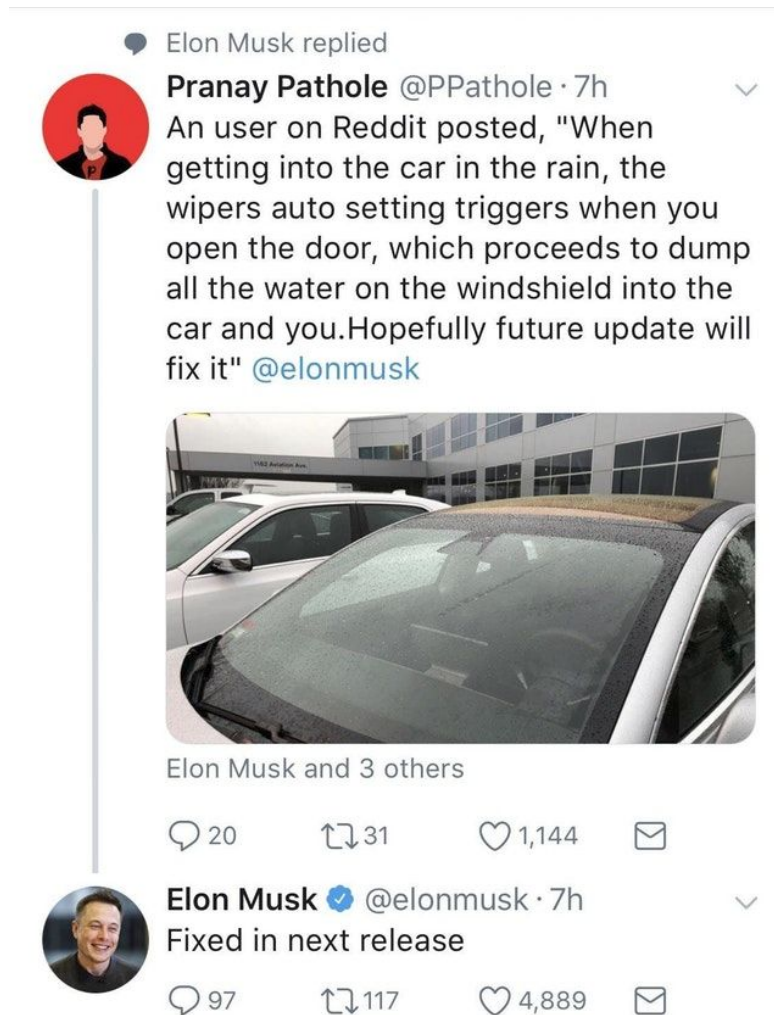 Elon Musk replied
Pranay Pathole @PPathole · 7h
An user on Reddit posted, "When
getting into the car in the rain, the
wipers auto setting triggers when you
open the door, which proceeds to dump
all the water on the windshield into the
car and you.Hopefully future update will
fix it" @elonmusk
1162 Aviation Ave.
Elon Musk and 3 others
20 31 1,144
Elon Musk @elonmusk · 7h
Fixed in next release
97 117 4,889